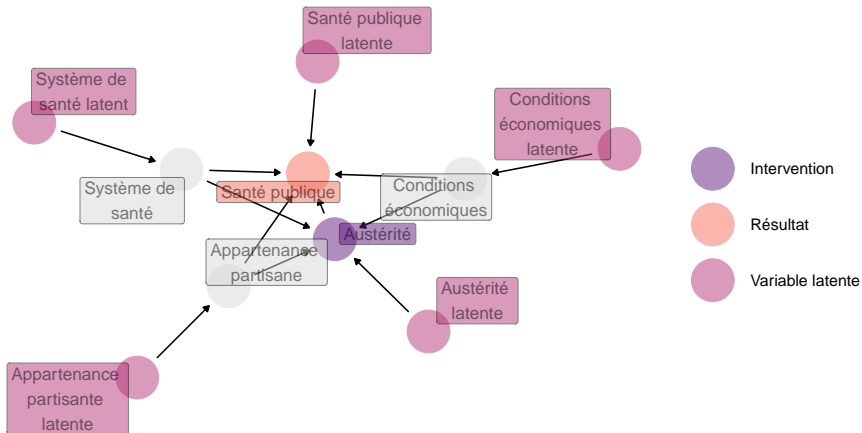 Santé publique
latente
Système de
santé latent
Conditions
économiques
latente
Système de
santé
Santé publique
Conditions
économiques
Austérité
Appartenance
partisane
Austérité
latente
Appartenance
partisante
latente
Intervention
Résultat
Variable latente